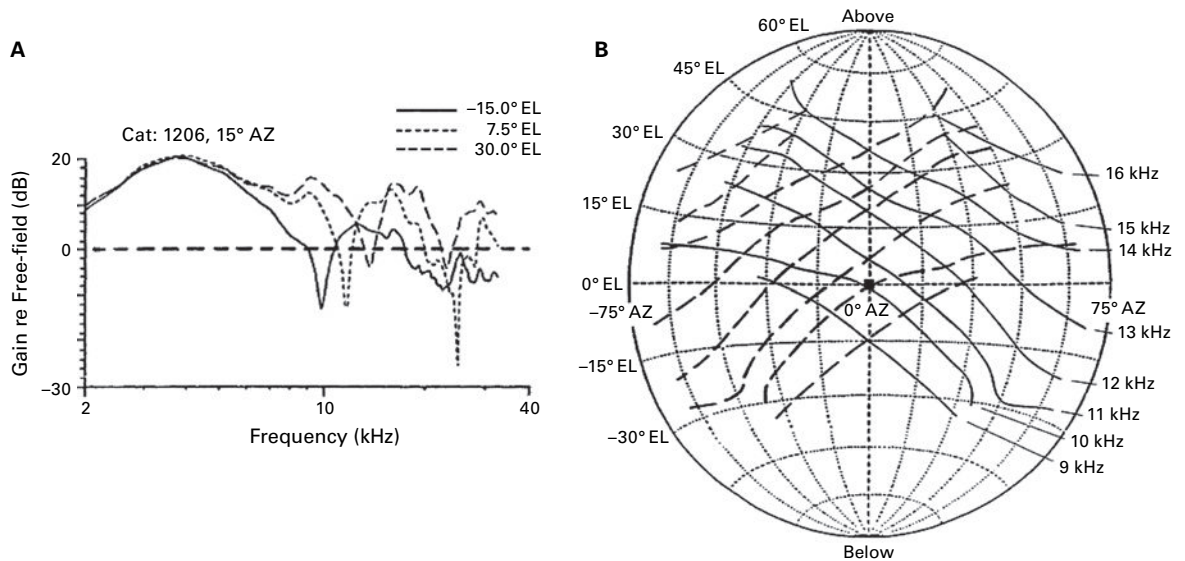 A
Cat: 1206, 15° AZ
–15.0° EL
7.5° EL
30.0° EL
Gain re Free-field (dB)
20
0
–30
2
10
40
Frequency (kHz)
B
Above
60° EL
45° EL
30° EL
15° EL
0° EL
–75° AZ
0° AZ
75° AZ
–15° EL
–30° EL
16 kHz
15 kHz
14 kHz
13 kHz
12 kHz
11 kHz
10 kHz
9 kHz
Below